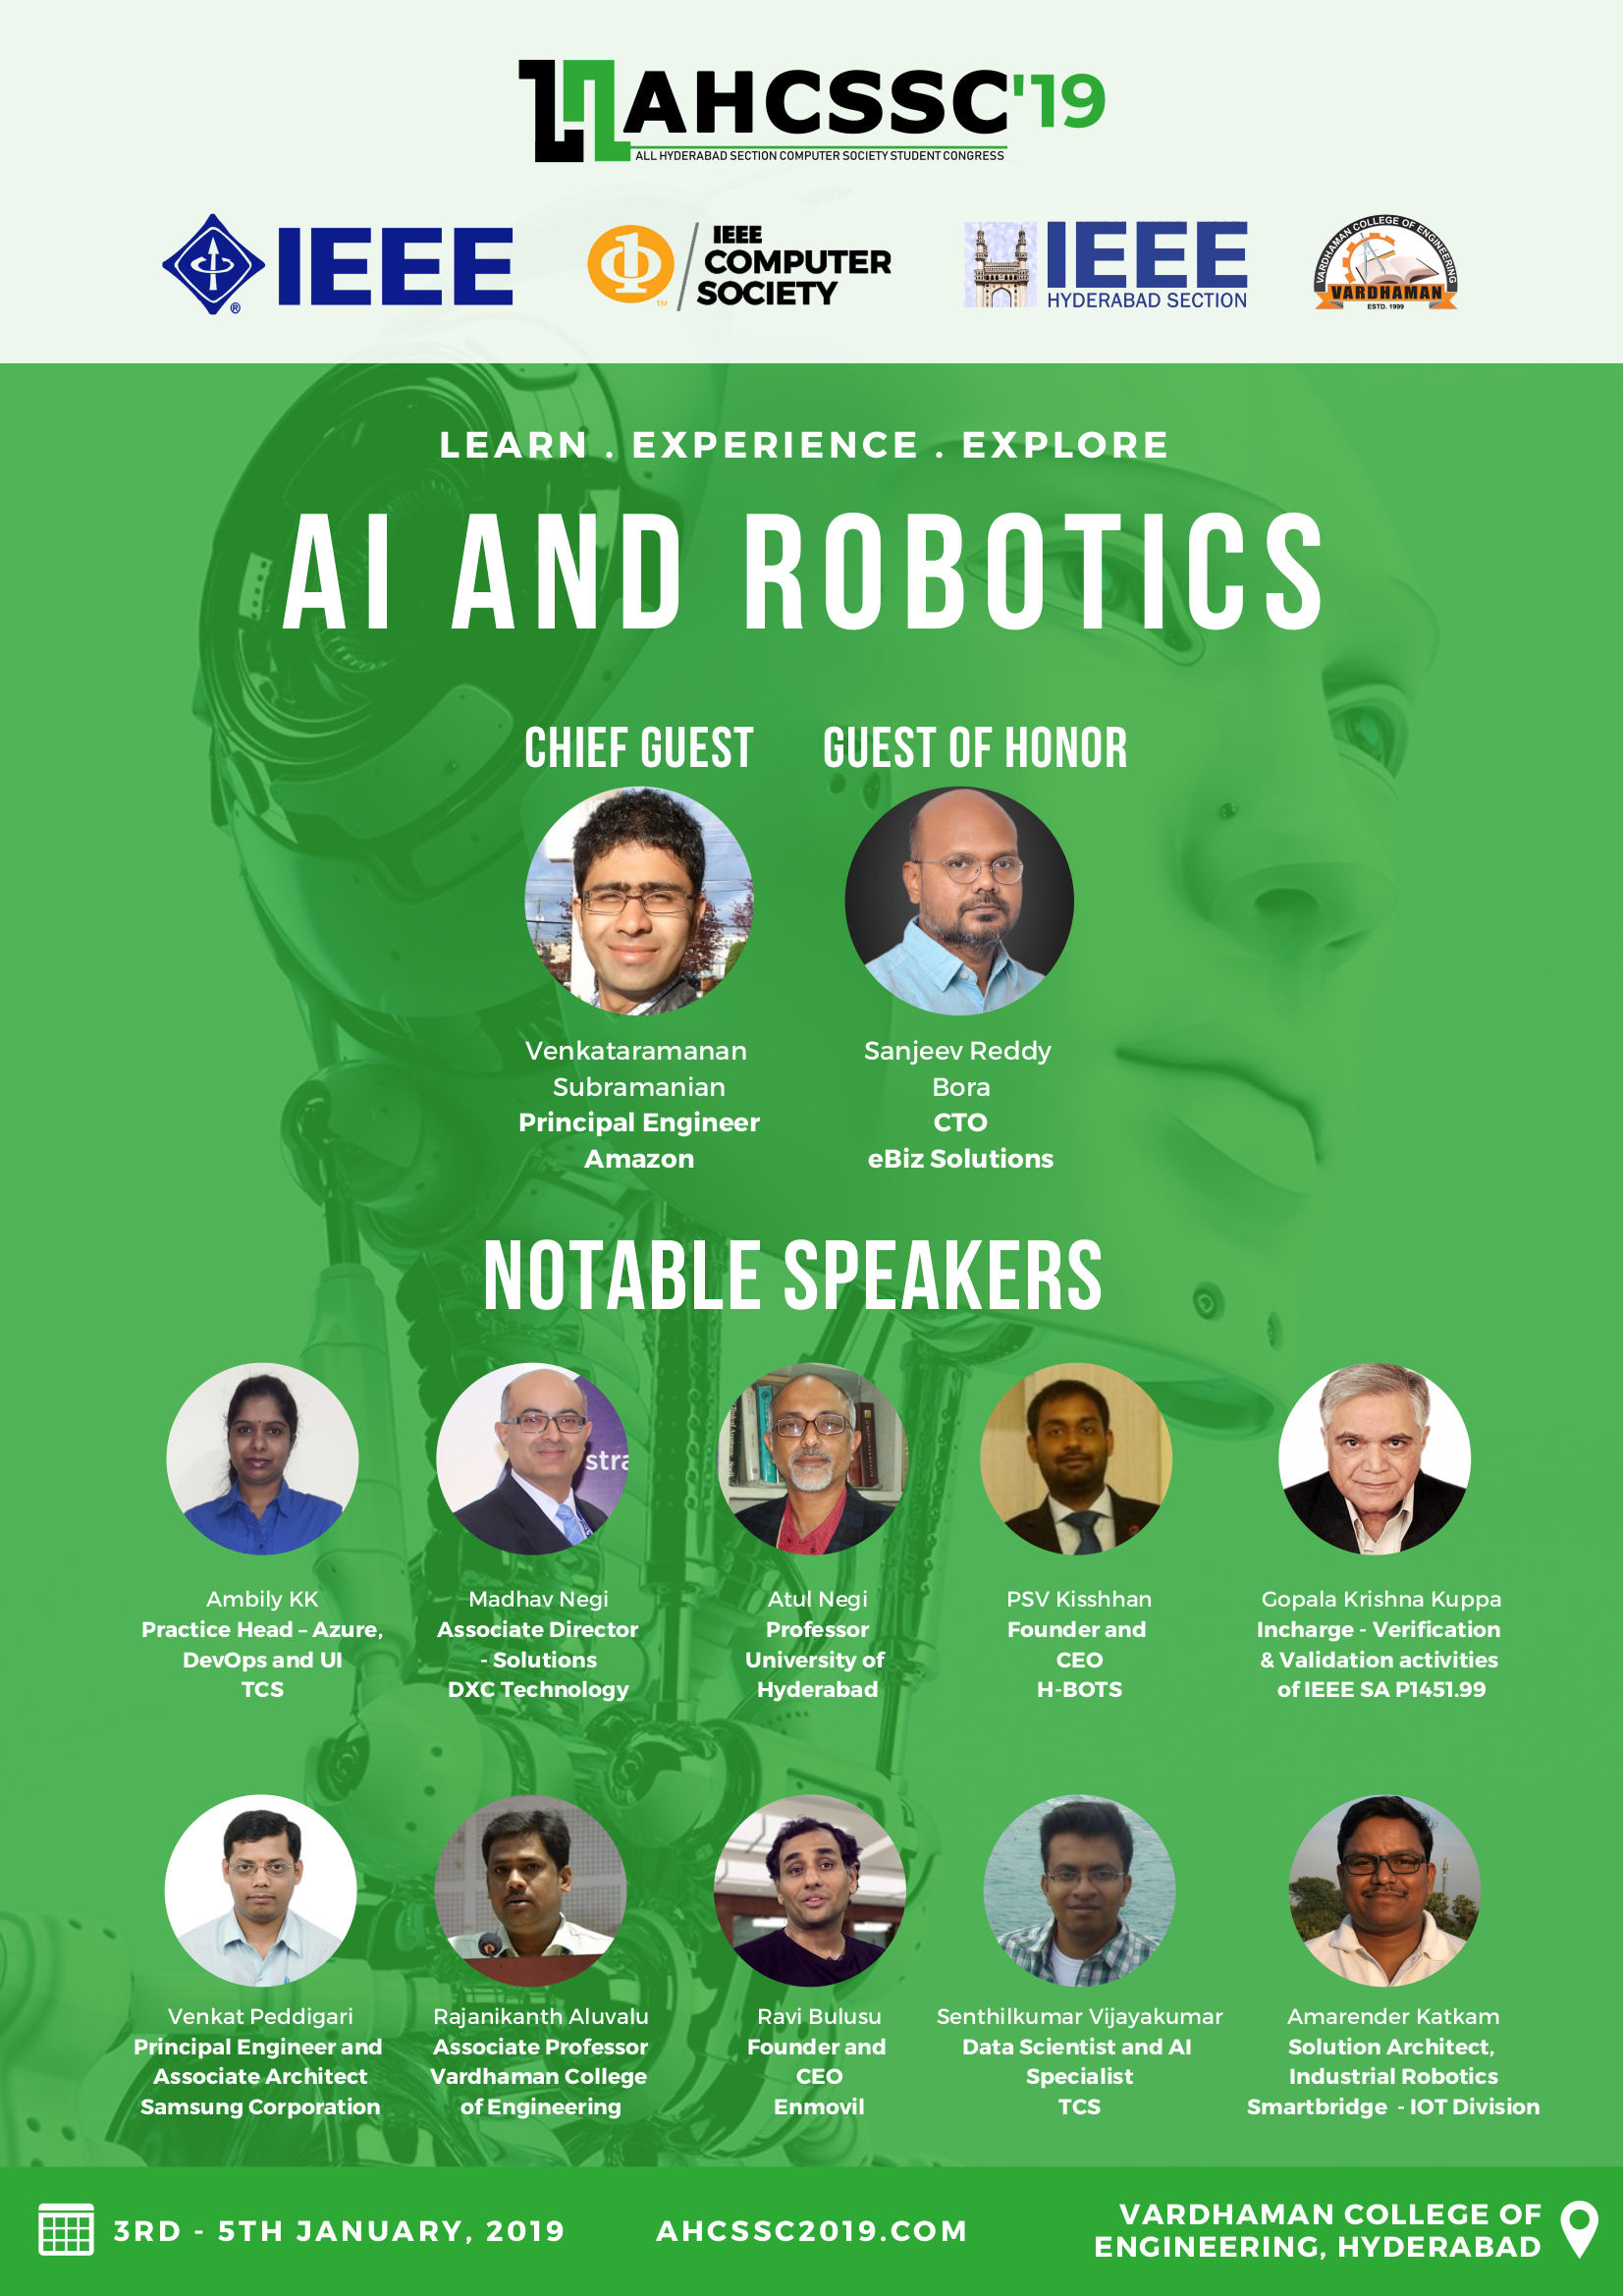 AHCSSC'19
ALL HYDERABAD SECTION COMPUTER SOCIETY STUDENT CONGRESS
IEEE
®
IEEE
COMPUTER
SOCIETY
TM
IEEE
HYDERABAD SECTION
VARDHAMAN COLLEGE OF ENGINEERING
VARDHAMAN
ESTD. 1999
LEARN . EXPERIENCE . EXPLORE
AI AND ROBOTICS
CHIEF GUEST
Venkataramanan
Subramanian
Principal Engineer
Amazon
GUEST OF HONOR
Sanjeev Reddy
Bora
CTO
eBiz Solutions
NOTABLE SPEAKERS
stra
Ambily KK
Practice Head – Azure,
DevOps and UI
TCS
Madhav Negi
Associate Director
- Solutions
DXC Technology
Atul Negi
Professor
University of
Hyderabad
PSV Kisshhan
Founder and
CEO
H-BOTS
Gopala Krishna Kuppa
Incharge - Verification
& Validation activities
of IEEE SA P1451.99
Venkat Peddigari
Principal Engineer and
Associate Architect
Samsung Corporation
Rajanikanth Aluvalu
Associate Professor
Vardhaman College
of Engineering
Ravi Bulusu
Founder and
CEO
Enmovil
Senthilkumar Vijayakumar
Data Scientist and AI
Specialist
TCS
Amarender Katkam
Solution Architect,
Industrial Robotics
Smartbridge - IOT Division
3RD - 5TH JANUARY, 2019
AHCSSC2019.COM
VARDHAMAN COLLEGE OF
ENGINEERING, HYDERABAD